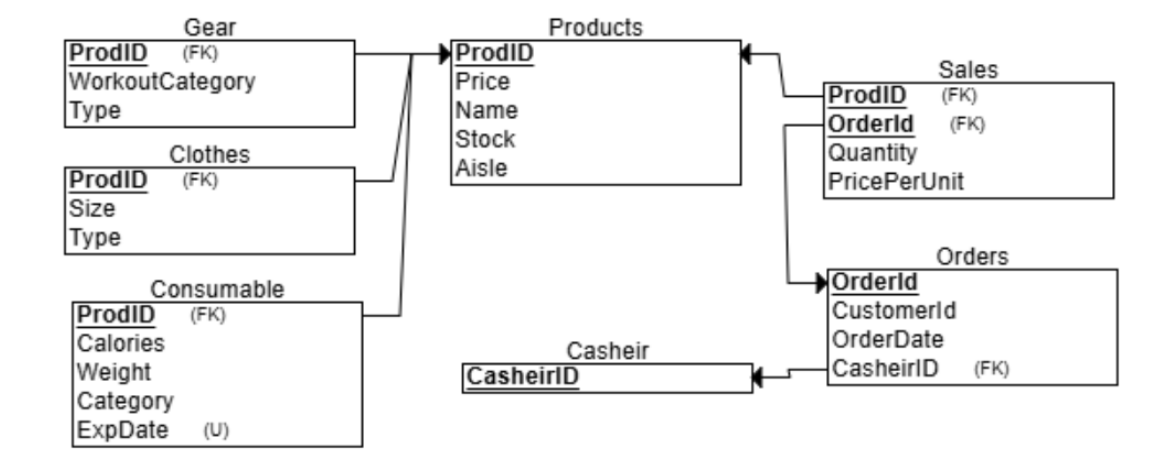 Gear
ProdID (FK)
WorkoutCategory
Type
Clothes
ProdID (FK)
Size
Type
Consumable
ProdID (FK)
Calories
Weight
Category
ExpDate (U)
Products
ProdID
Price
Name
Stock
Aisle
Casheir
CasheirID
Sales
ProdID (FK)
OrderId (FK)
Quantity
PricePerUnit
Orders
OrderId
CustomerId
OrderDate
CasheirID (FK)